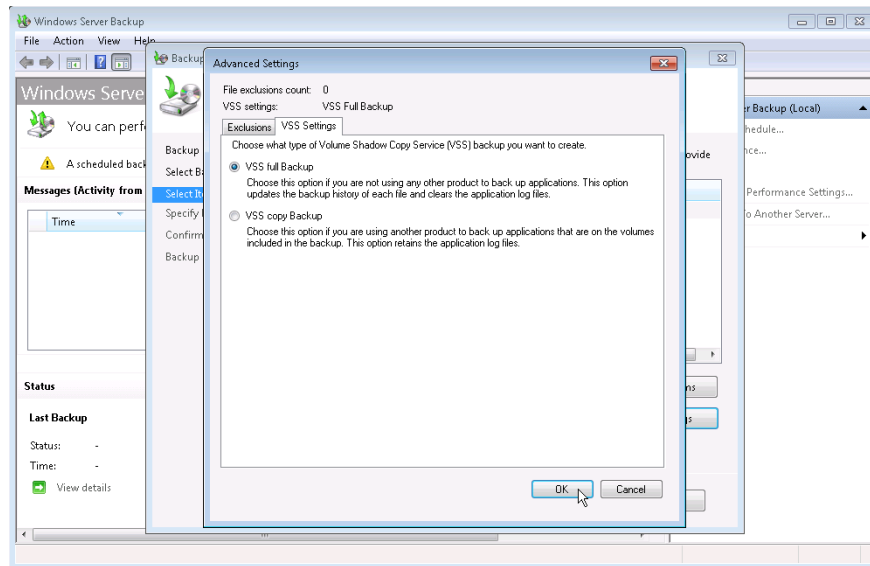 Windows Server Backup
File Action View Help
Windows Serve
You can perf
A scheduled back
Messages (Activity from
Time
Status
Last Backup
Status: -
Time: -
View details
Backup
Backup
Select B
Select It
Specify
Confirm
Backup
Advanced Settings
File exclusions count: 0
VSS settings: VSS Full Backup
Exclusions VSS Settings
Choose what type of Volume Shadow Copy Service (VSS) backup you want to create.
VSS full Backup
Choose this option if you are not using any other product to back up applications. This option
updates the backup history of each file and clears the application log files.
VSS copy Backup
Choose this option if you are using another product to back up applications that are on the volumes
included in the backup. This option retains the application log files.
OK Cancel
ovide
ns
gs
er Backup (Local)
hedule...
nce...
Performance Settings...
o Another Server...